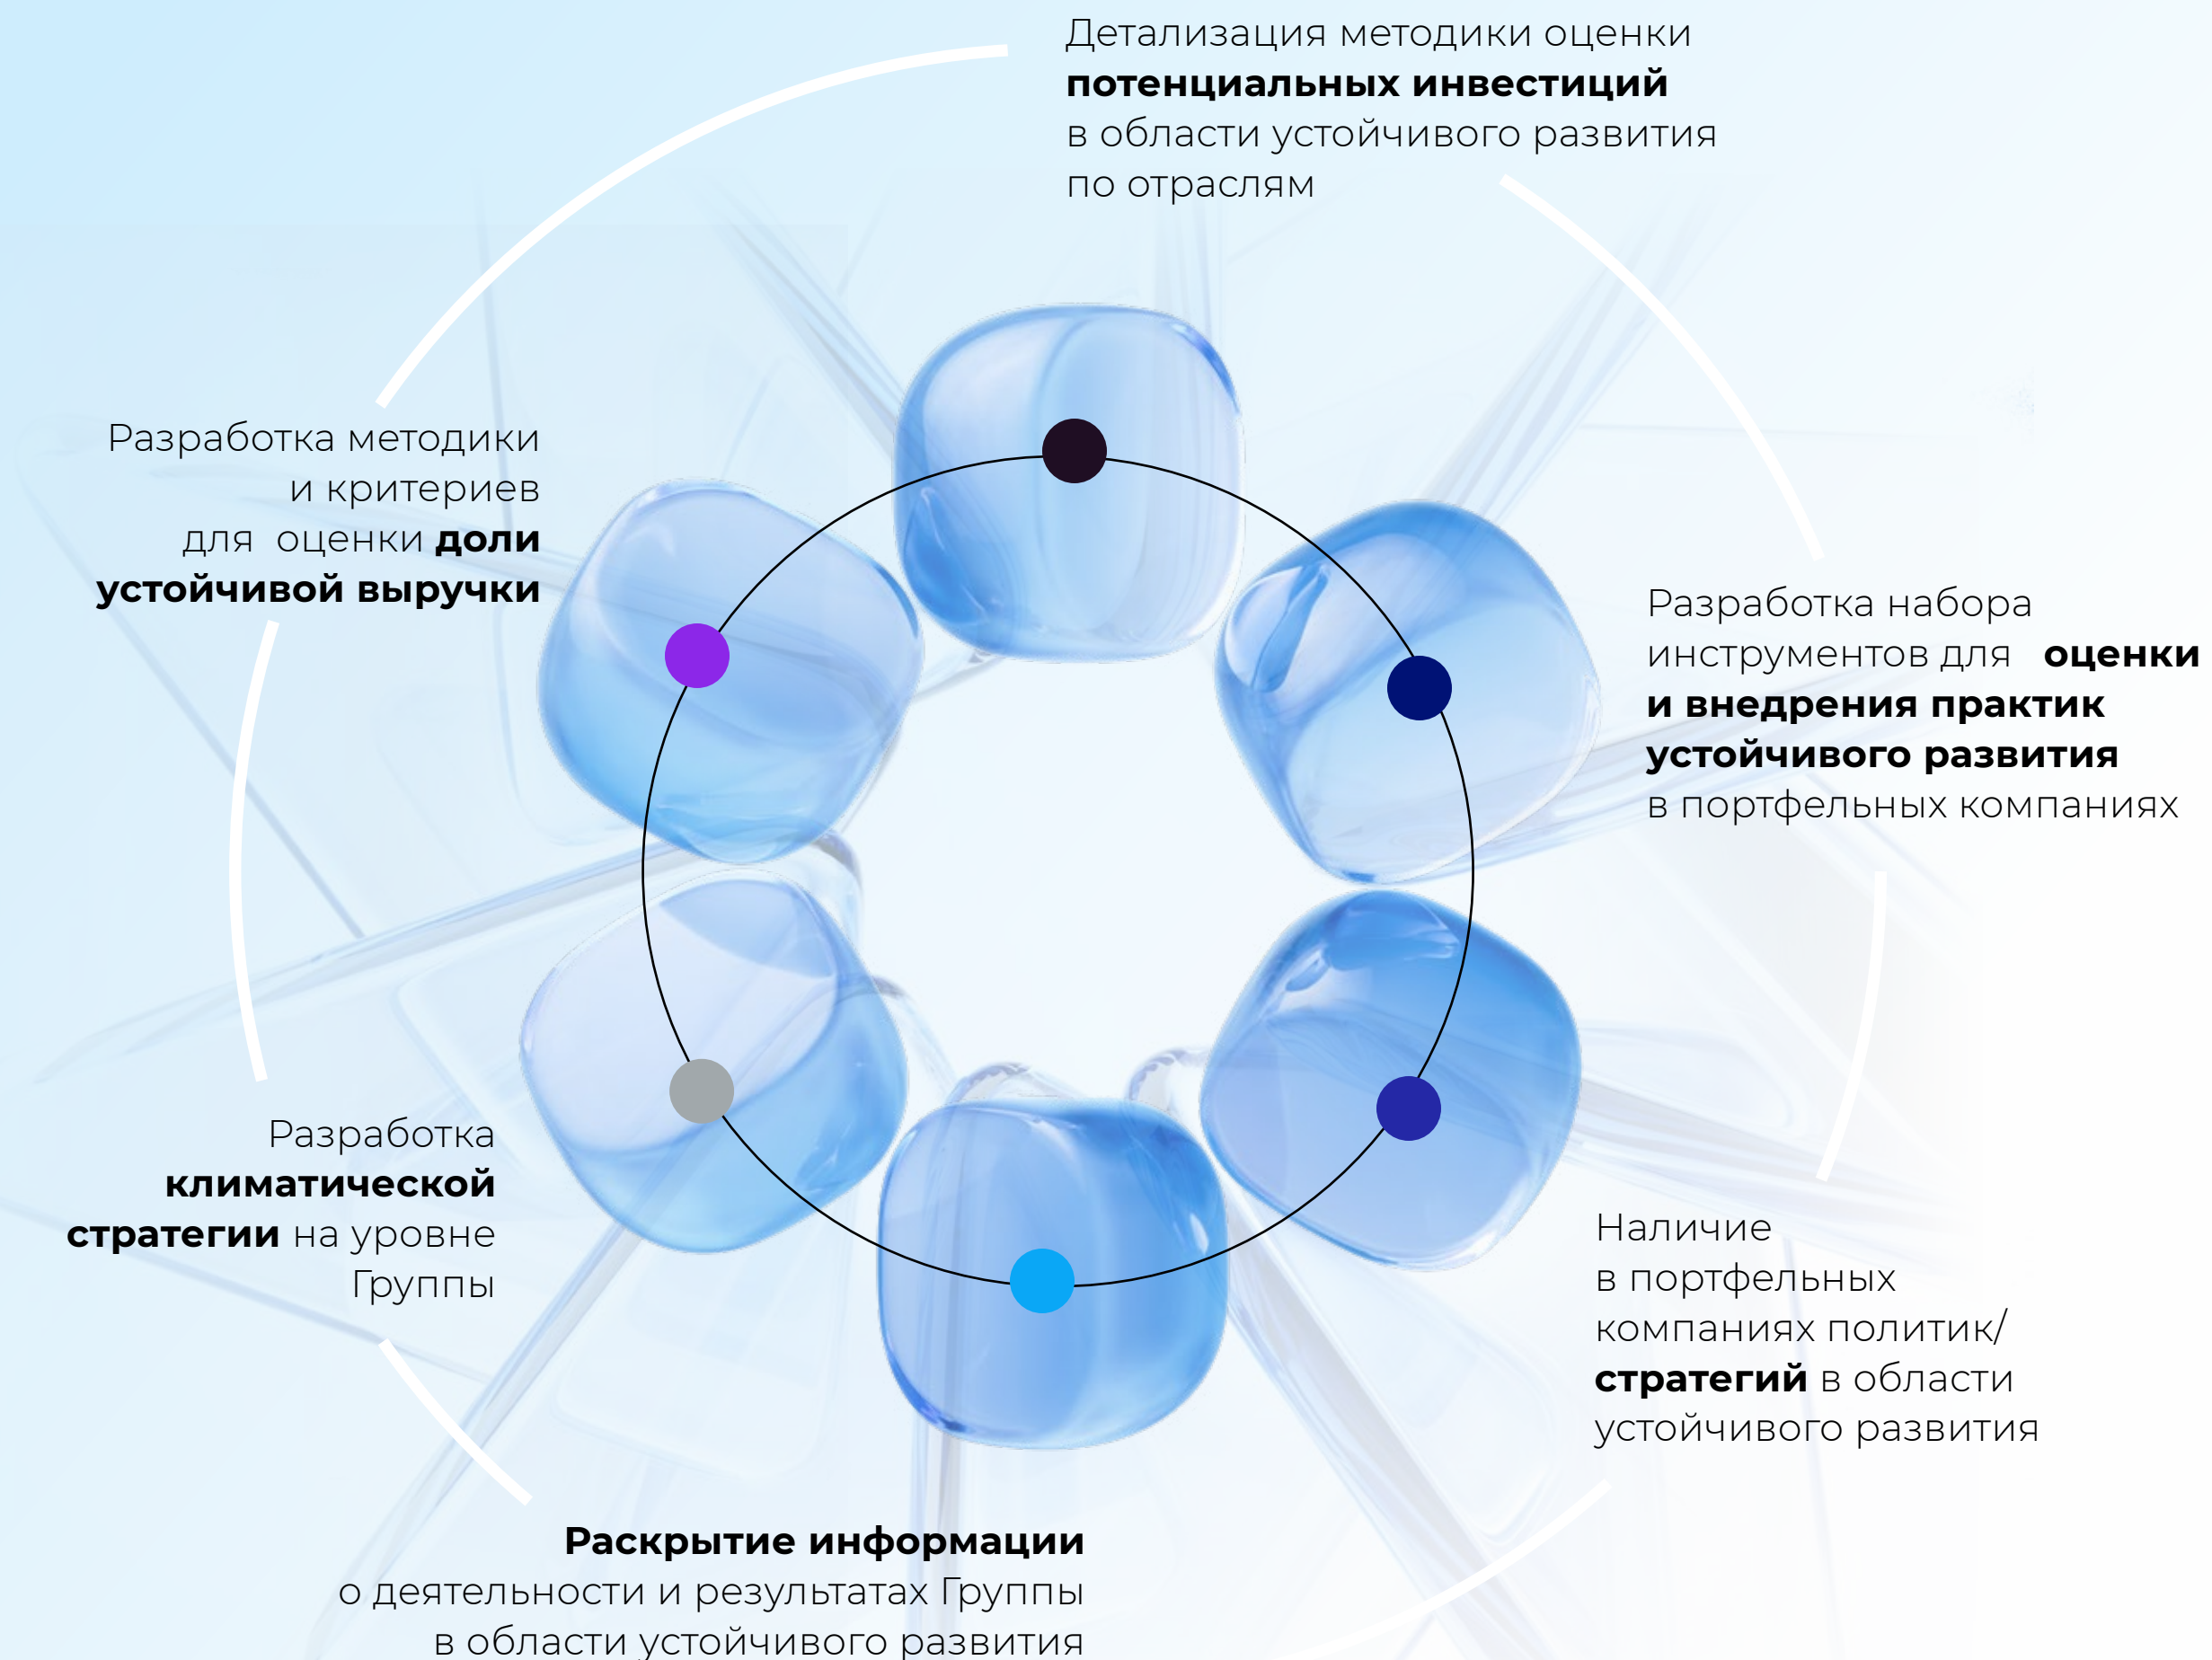 Детализация методики оценки
потенциальных инвестиций
в области устойчивого развития
по отраслям
Разработка методики
и критериев
для оценки доли
устойчивой выручки
Разработка набора
инструментов для оценки
и внедрения практик
устойчивого развития
в портфельных компаниях
Разработка
климатической
стратегии на уровне
Группы
Наличие
в портфельных
компаниях политик/
стратегий в области
устойчивого развития
Раскрытие информации
о деятельности и результатах Группы
в области устойчивого развития